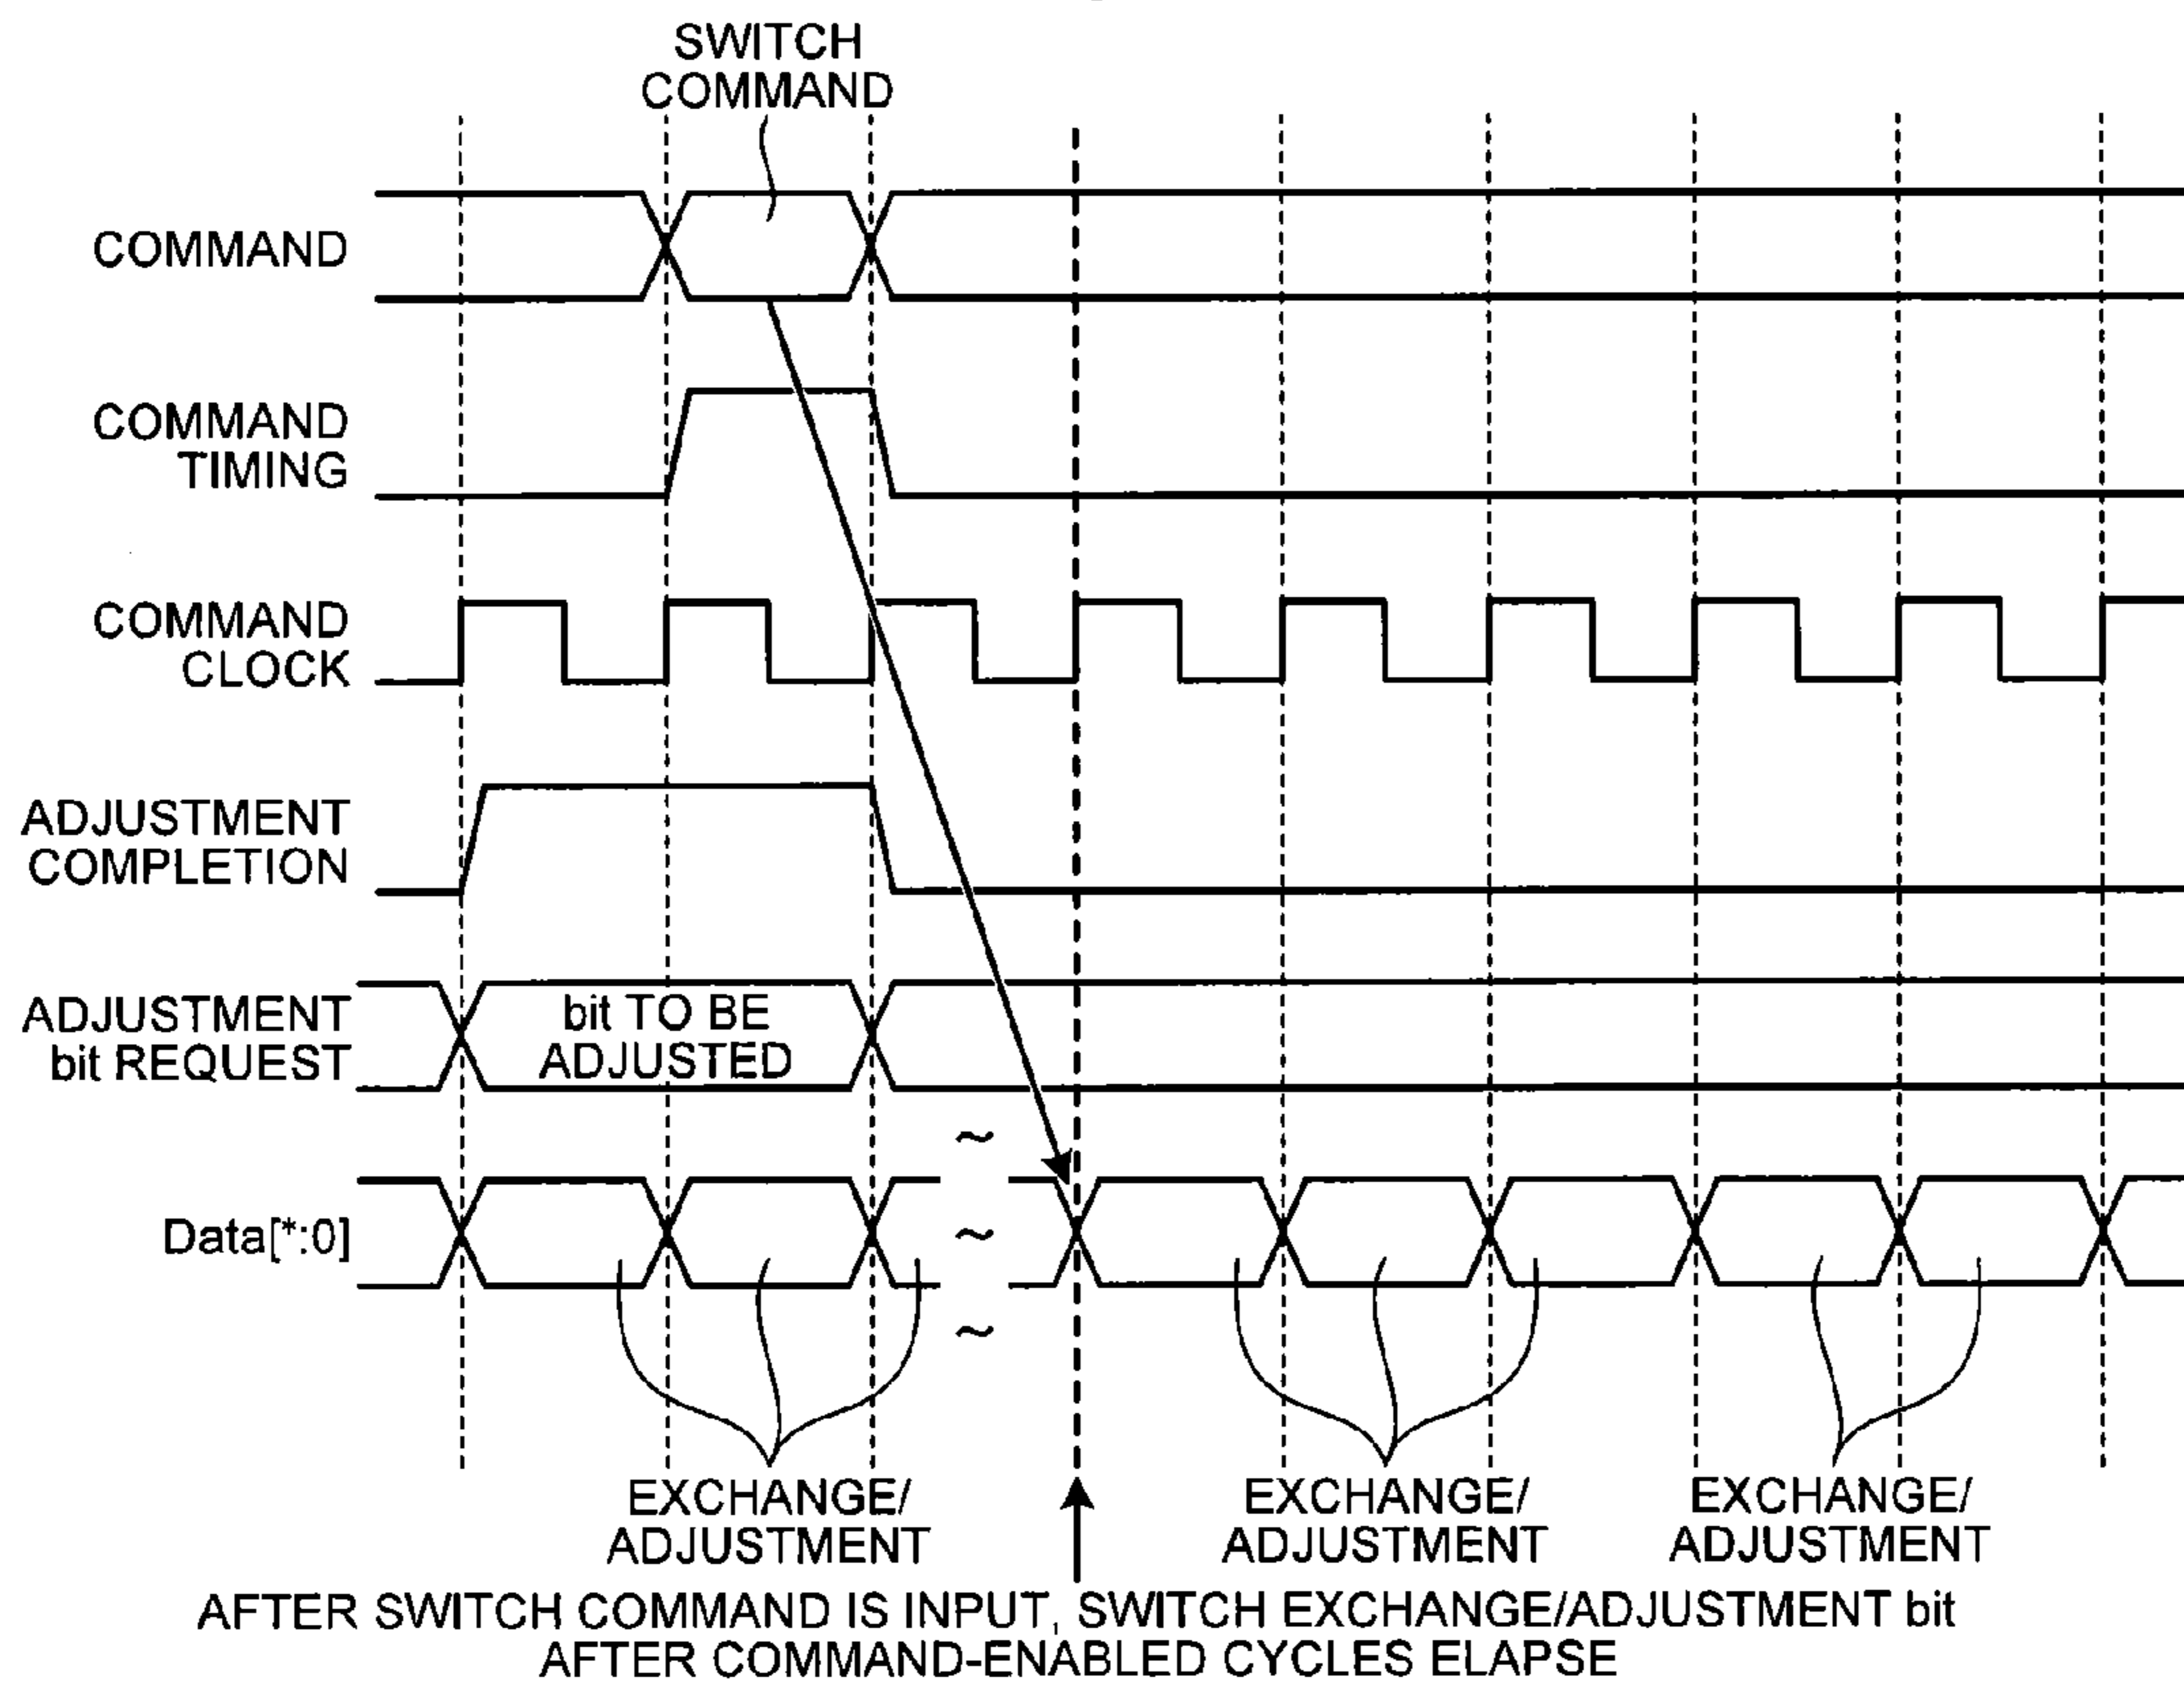 SWITCH
COMMAND
COMMAND
COMMAND
TIMING
COMMAND
CLOCK
ADJUSTMENT
COMPLETION
ADJUSTMENT
bit REQUEST
bit TO BE
ADJUSTED
~
Data[*:0]
~
~
EXCHANGE/
ADJUSTMENT
EXCHANGE/
ADJUSTMENT
EXCHANGE/
ADJUSTMENT
AFTER SWITCH COMMAND IS INPUT, SWITCH EXCHANGE/ADJUSTMENT bit
AFTER COMMAND-ENABLED CYCLES ELAPSE